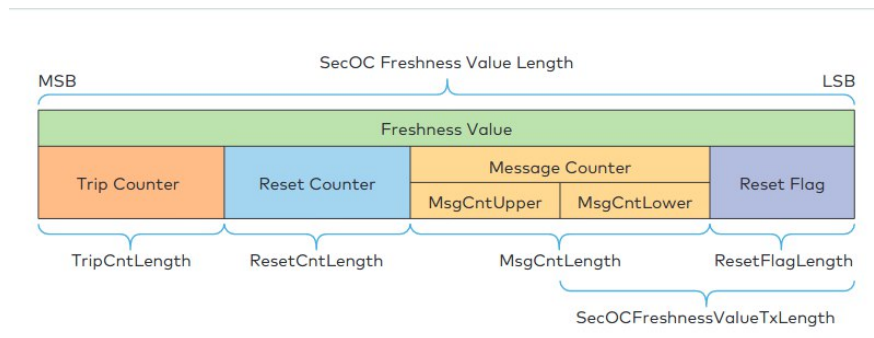 SecOC Freshness Value Length
MSB LSB
Freshness Value
Trip Counter
Reset Counter
Message Counter
MsgCntUpper
MsgCntLower
Reset Flag
TripCntLength
ResetCntLength
MsgCntLength
ResetFlagLength
SecOCFreshnessValueTxLength